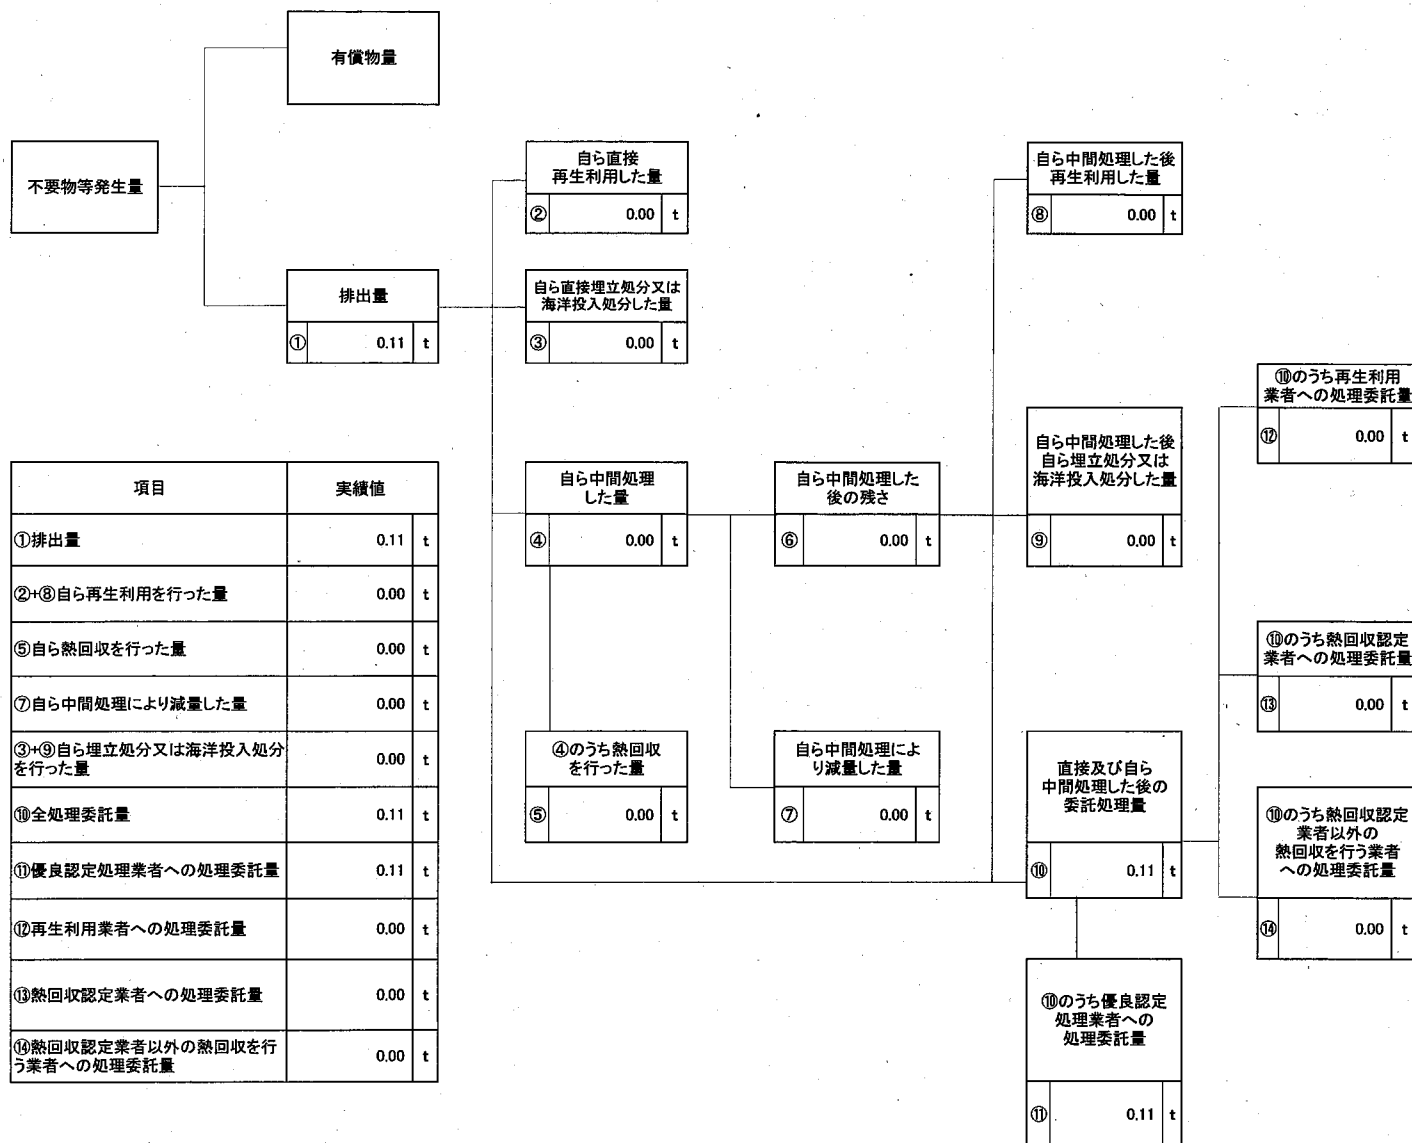 有償物量
不要物等発生量
排出量
① 0.11 t
自ら直接
再生利用した量
② 0.00 t
自ら直接埋立処分又は
海洋投入処分した量
③ 0.00 t
自ら中間処理した後
再生利用した量
⑧ 0.00 t
自ら中間処理
した量
④ 0.00 t
自ら中間処理した
後の残さ
⑥ 0.00 t
自ら中間処理した後
自ら埋立処分又は
海洋投入処分した量
⑨ 0.00 t
④のうち熱回収
を行った量
⑤ 0.00 t
自ら中間処理によ
り減量した量
⑦ 0.00 t
直接及び自ら
中間処理した後の
委託処理量
⑩ 0.11 t
⑩のうち優良認定
処理業者への
処理委託量
⑪ 0.11 t
⑩のうち再生利用
業者への処理委託量
⑫ 0.00 t
⑩のうち熱回収認定
業者への処理委託量
⑬ 0.00 t
⑩のうち熱回収認定
業者以外の
熱回収を行う業者
への処理委託量
⑭ 0.00 t
項目 実績値
①排出量 0.11 t
②+⑧自ら再生利用を行った量 0.00 t
⑤自ら熱回収を行った量 0.00 t
⑦自ら中間処理により減量した量 0.00 t
③+⑨自ら埋立処分又は海洋投入処分
を行った量 0.00 t
⑩全処理委託量 0.11 t
⑪優良認定処理業者への処理委託量 0.11 t
⑫再生利用業者への処理委託量 0.00 t
⑬熱回収認定業者への処理委託量 0.00 t
⑭熱回収認定業者以外の熱回収を行
う業者への処理委託量 0.00 t